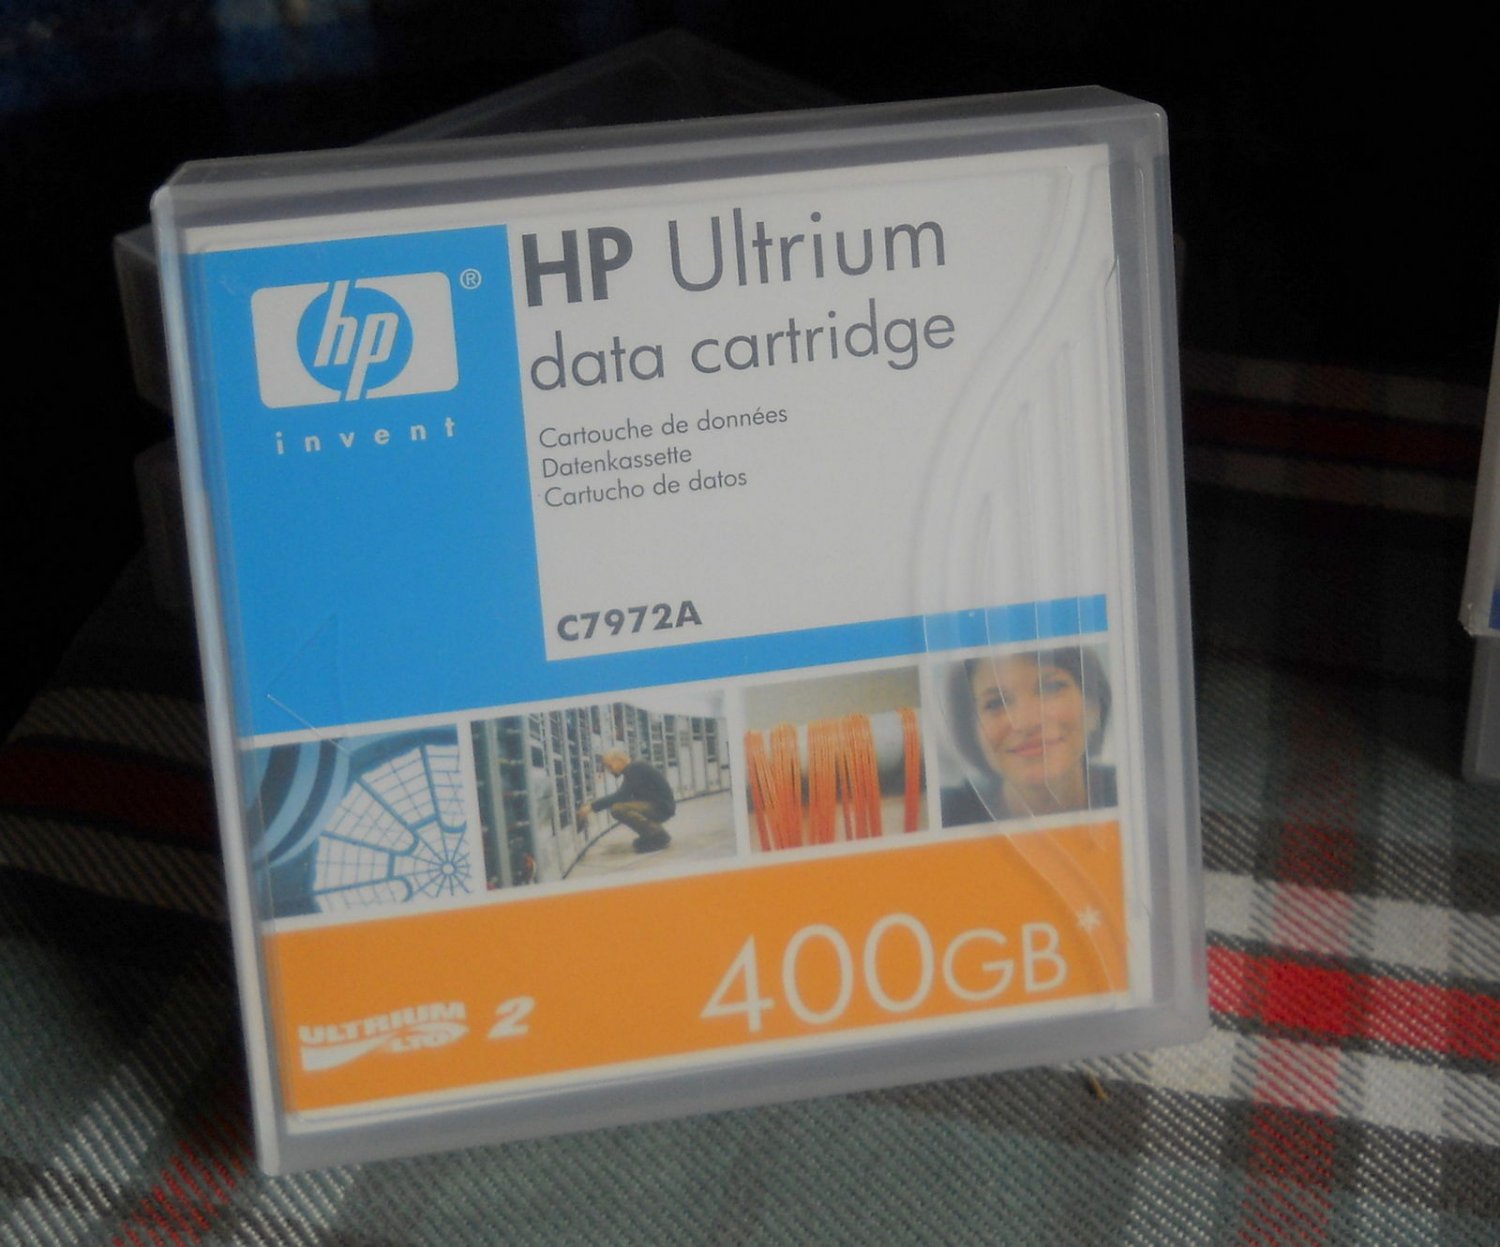 hp®
invent
HP Ultrium
data cartridge
Cartouche de données
Datenkassette
Cartucho de datos
C7972A
ULTRIUM
LTO
2
400GB*